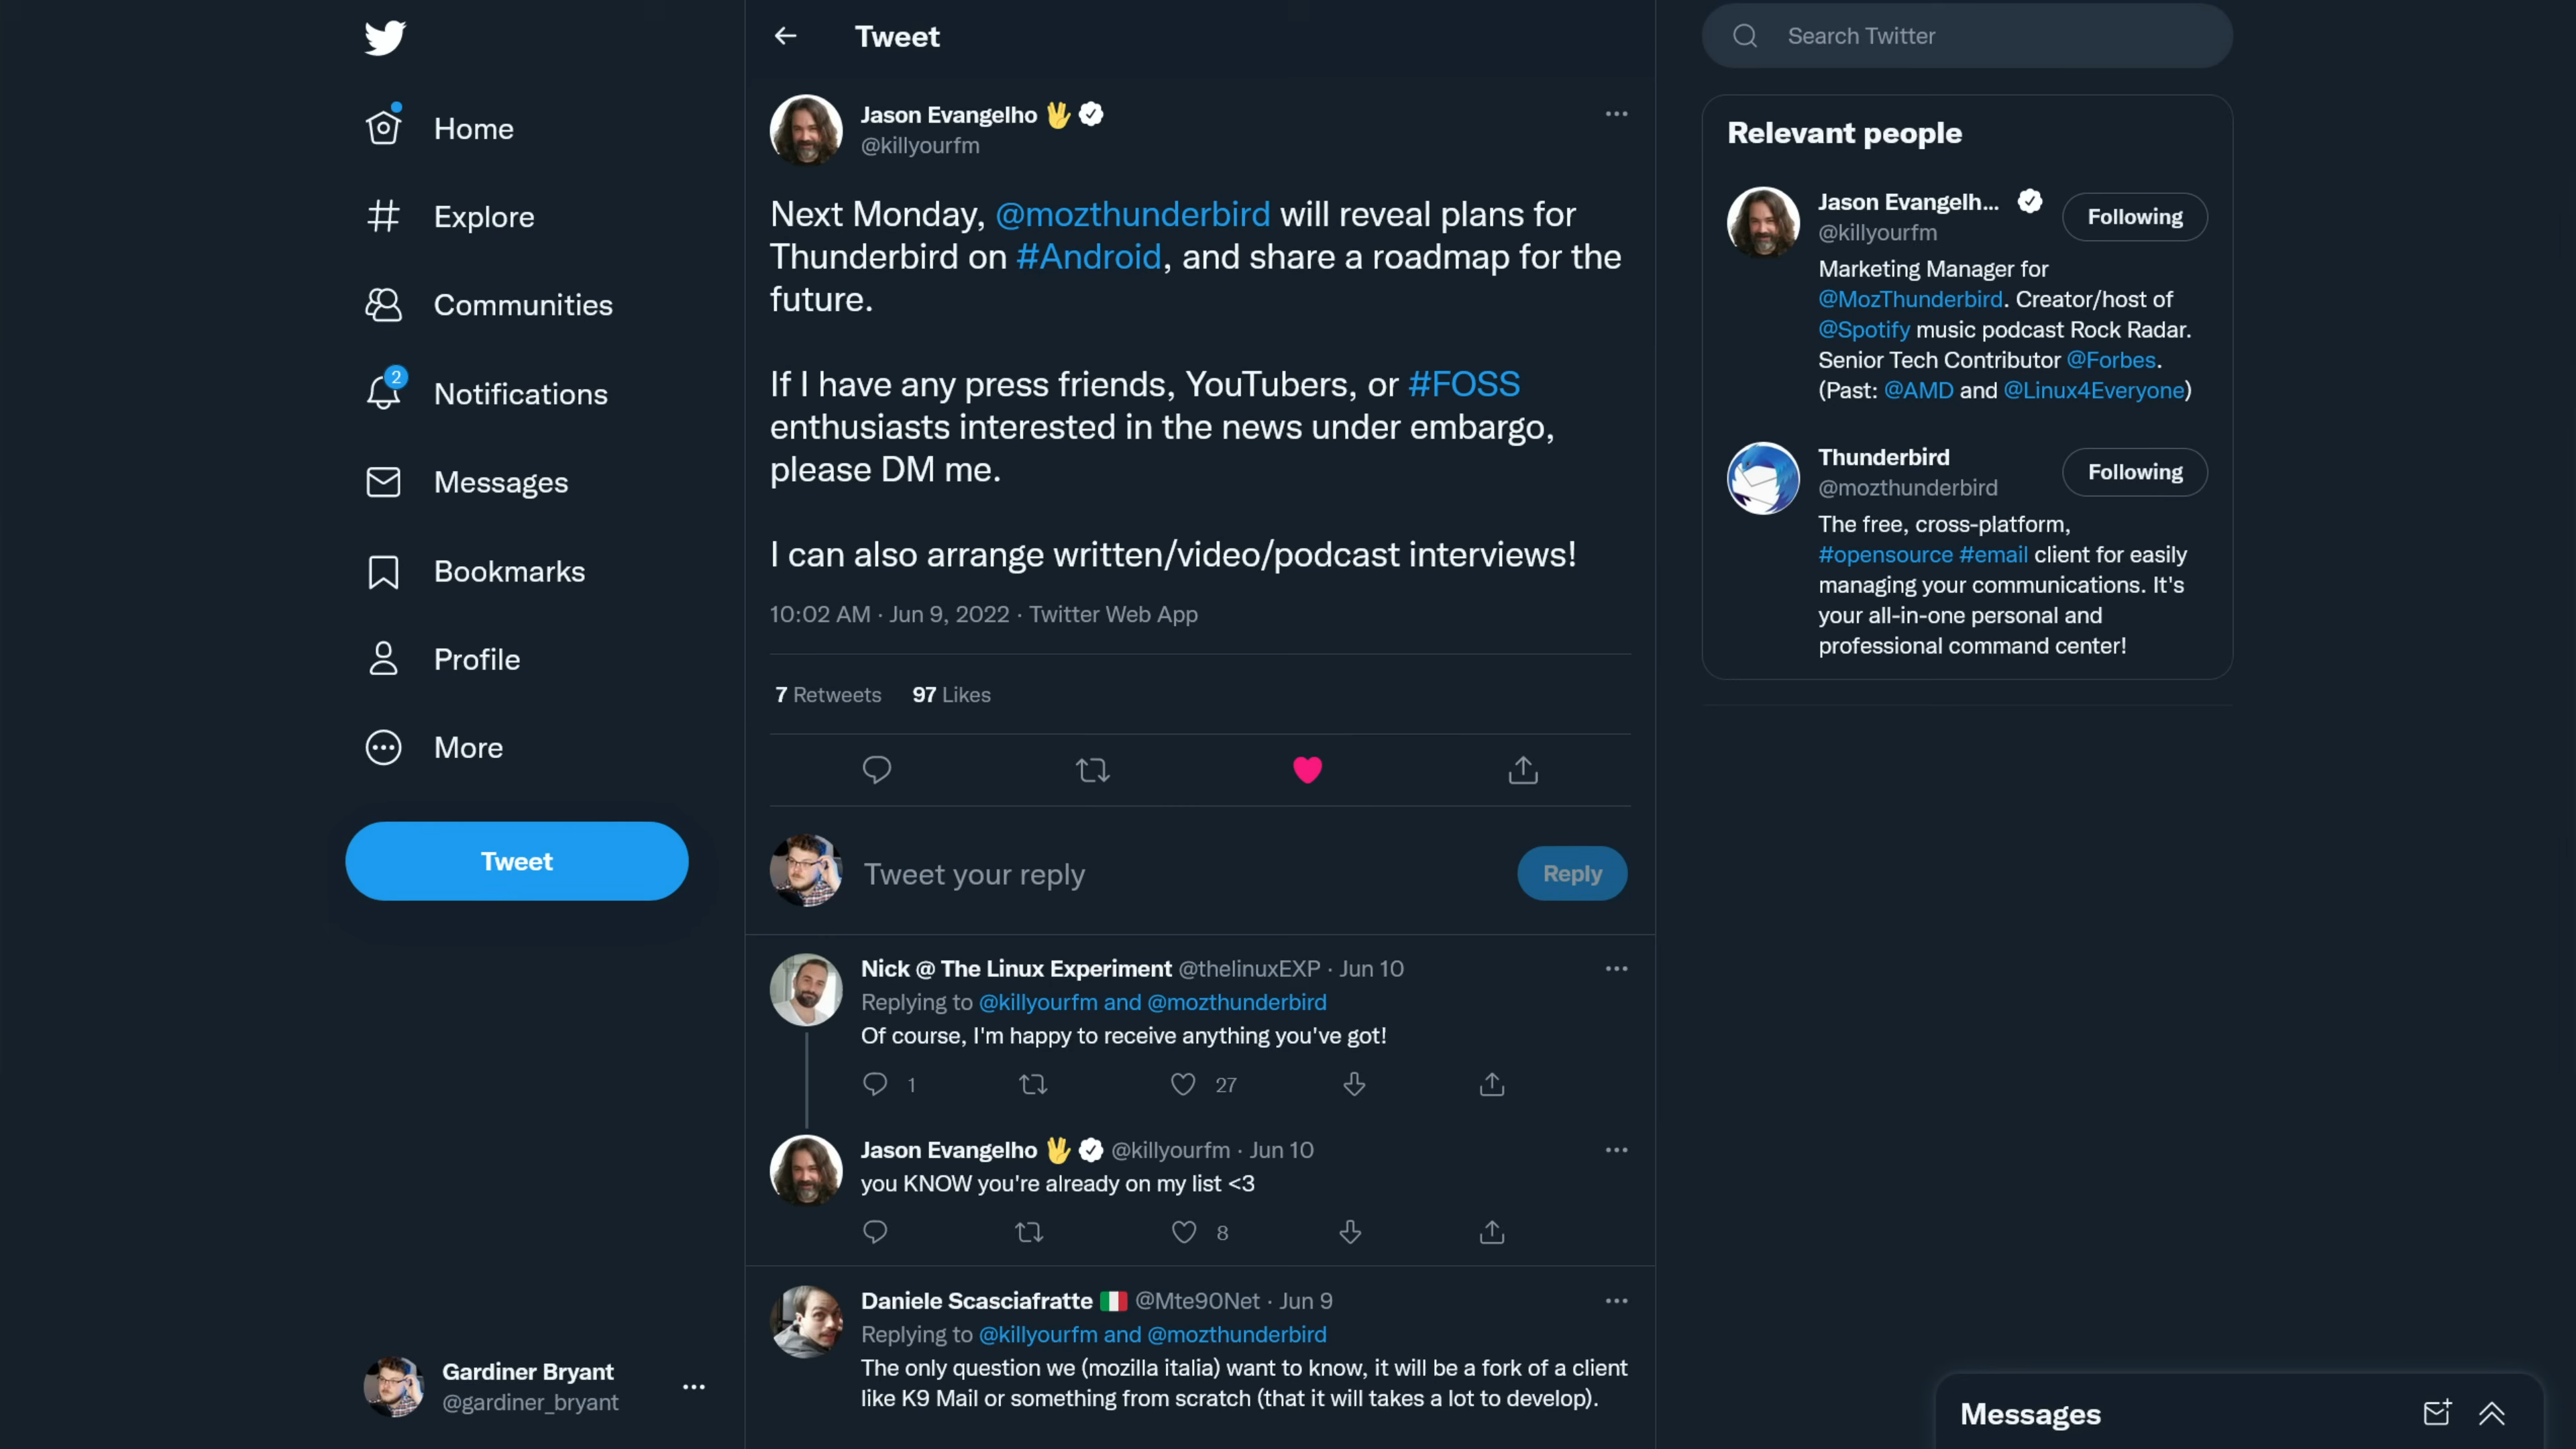 Home
Explore
Communities
2
Notifications
Messages
Bookmarks
Profile
More
Tweet
Gardiner Bryant
@gardiner_bryant
Tweet
Jason Evangelho 🖖
@killyourfm
Next Monday, @mozthunderbird will reveal plans for
Thunderbird on #Android, and share a roadmap for the
future.
If I have any press friends, YouTubers, or #FOSS
enthusiasts interested in the news under embargo,
please DM me.
I can also arrange written/video/podcast interviews!
10:02 AM · Jun 9, 2022 · Twitter Web App
7 Retweets 97 Likes
Tweet your reply
Reply
Nick @ The Linux Experiment @thelinuxEXP · Jun 10
Replying to @killyourfm and @mozthunderbird
Of course, I'm happy to receive anything you've got!
1 27
Jason Evangelho 🖖 @killyourfm · Jun 10
you KNOW you're already on my list <3
8
Daniele Scasciafratte 🇮🇹 @Mte90Net · Jun 9
Replying to @killyourfm and @mozthunderbird
The only question we (mozilla italia) want to know, it will be a fork of a client
like K9 Mail or something from scratch (that it will takes a lot to develop).
Search Twitter
Relevant people
Jason Evangelh...
@killyourfm
Following
Marketing Manager for
@MozThunderbird. Creator/host of
@Spotify music podcast Rock Radar.
Senior Tech Contributor @Forbes.
(Past: @AMD and @Linux4Everyone)
Thunderbird
@mozthunderbird
Following
The free, cross-platform,
#opensource #email client for easily
managing your communications. It's
your all-in-one personal and
professional command center!
Messages